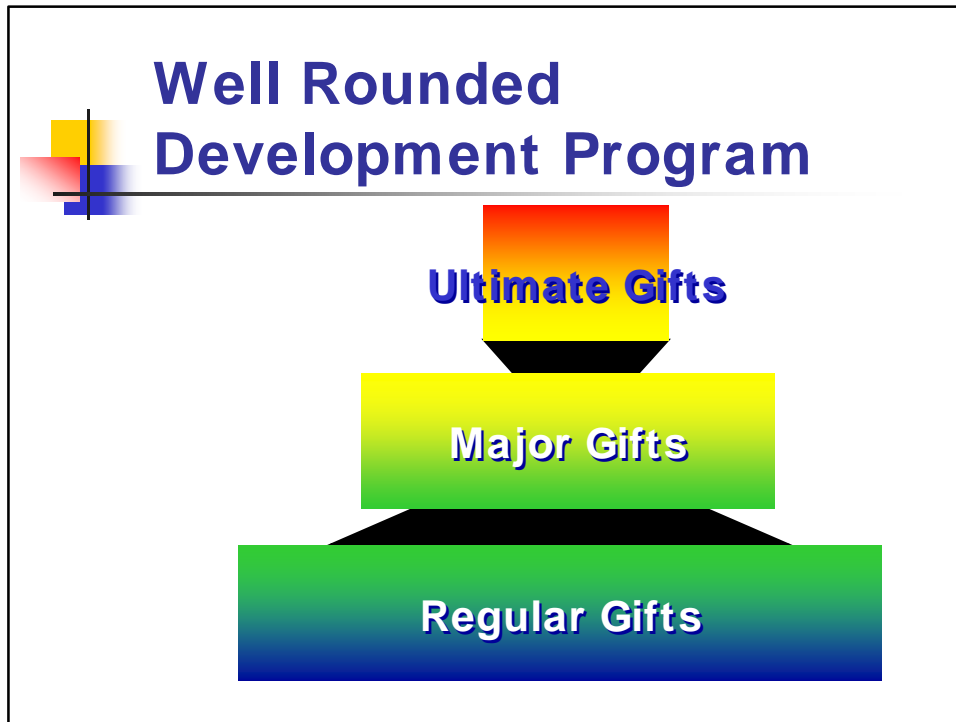 Well Rounded
Development Program
Ultimate Gifts
Major Gifts
Regular Gifts